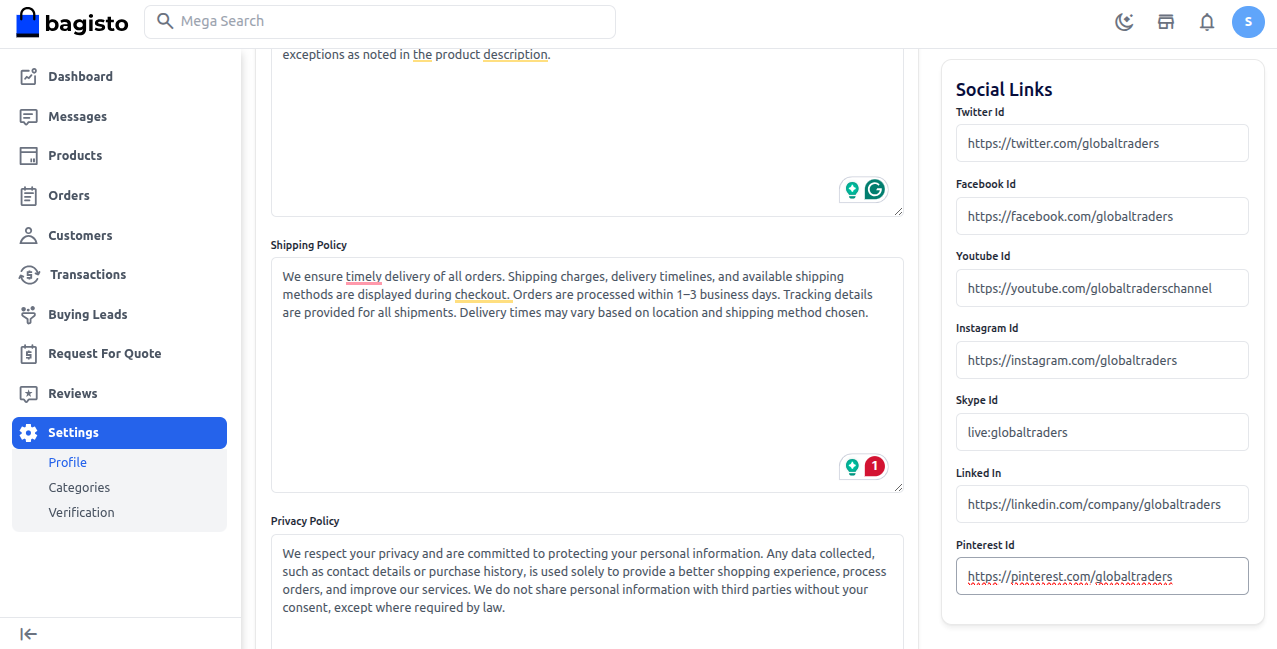 bagisto
Mega Search
S
Dashboard
Messages
Products
Orders
Customers
Transactions
Buying Leads
Request For Quote
Reviews
Settings
Profile
Categories
Verification
exceptions as noted in the product description.
Shipping Policy
We ensure timely delivery of all orders. Shipping charges, delivery timelines, and available shipping
methods are displayed during checkout. Orders are processed within 1–3 business days. Tracking details
are provided for all shipments. Delivery times may vary based on location and shipping method chosen.
1
Privacy Policy
We respect your privacy and are committed to protecting your personal information. Any data collected,
such as contact details or purchase history, is used solely to provide a better shopping experience, process
orders, and improve our services. We do not share personal information with third parties without your
consent, except where required by law.
Social Links
Twitter Id
https://twitter.com/globaltraders
Facebook Id
https://facebook.com/globaltraders
Youtube Id
https://youtube.com/globaltraderschannel
Instagram Id
https://instagram.com/globaltraders
Skype Id
live:globaltraders
Linked In
https://linkedin.com/company/globaltraders
Pinterest Id
https://pinterest.com/globaltraders